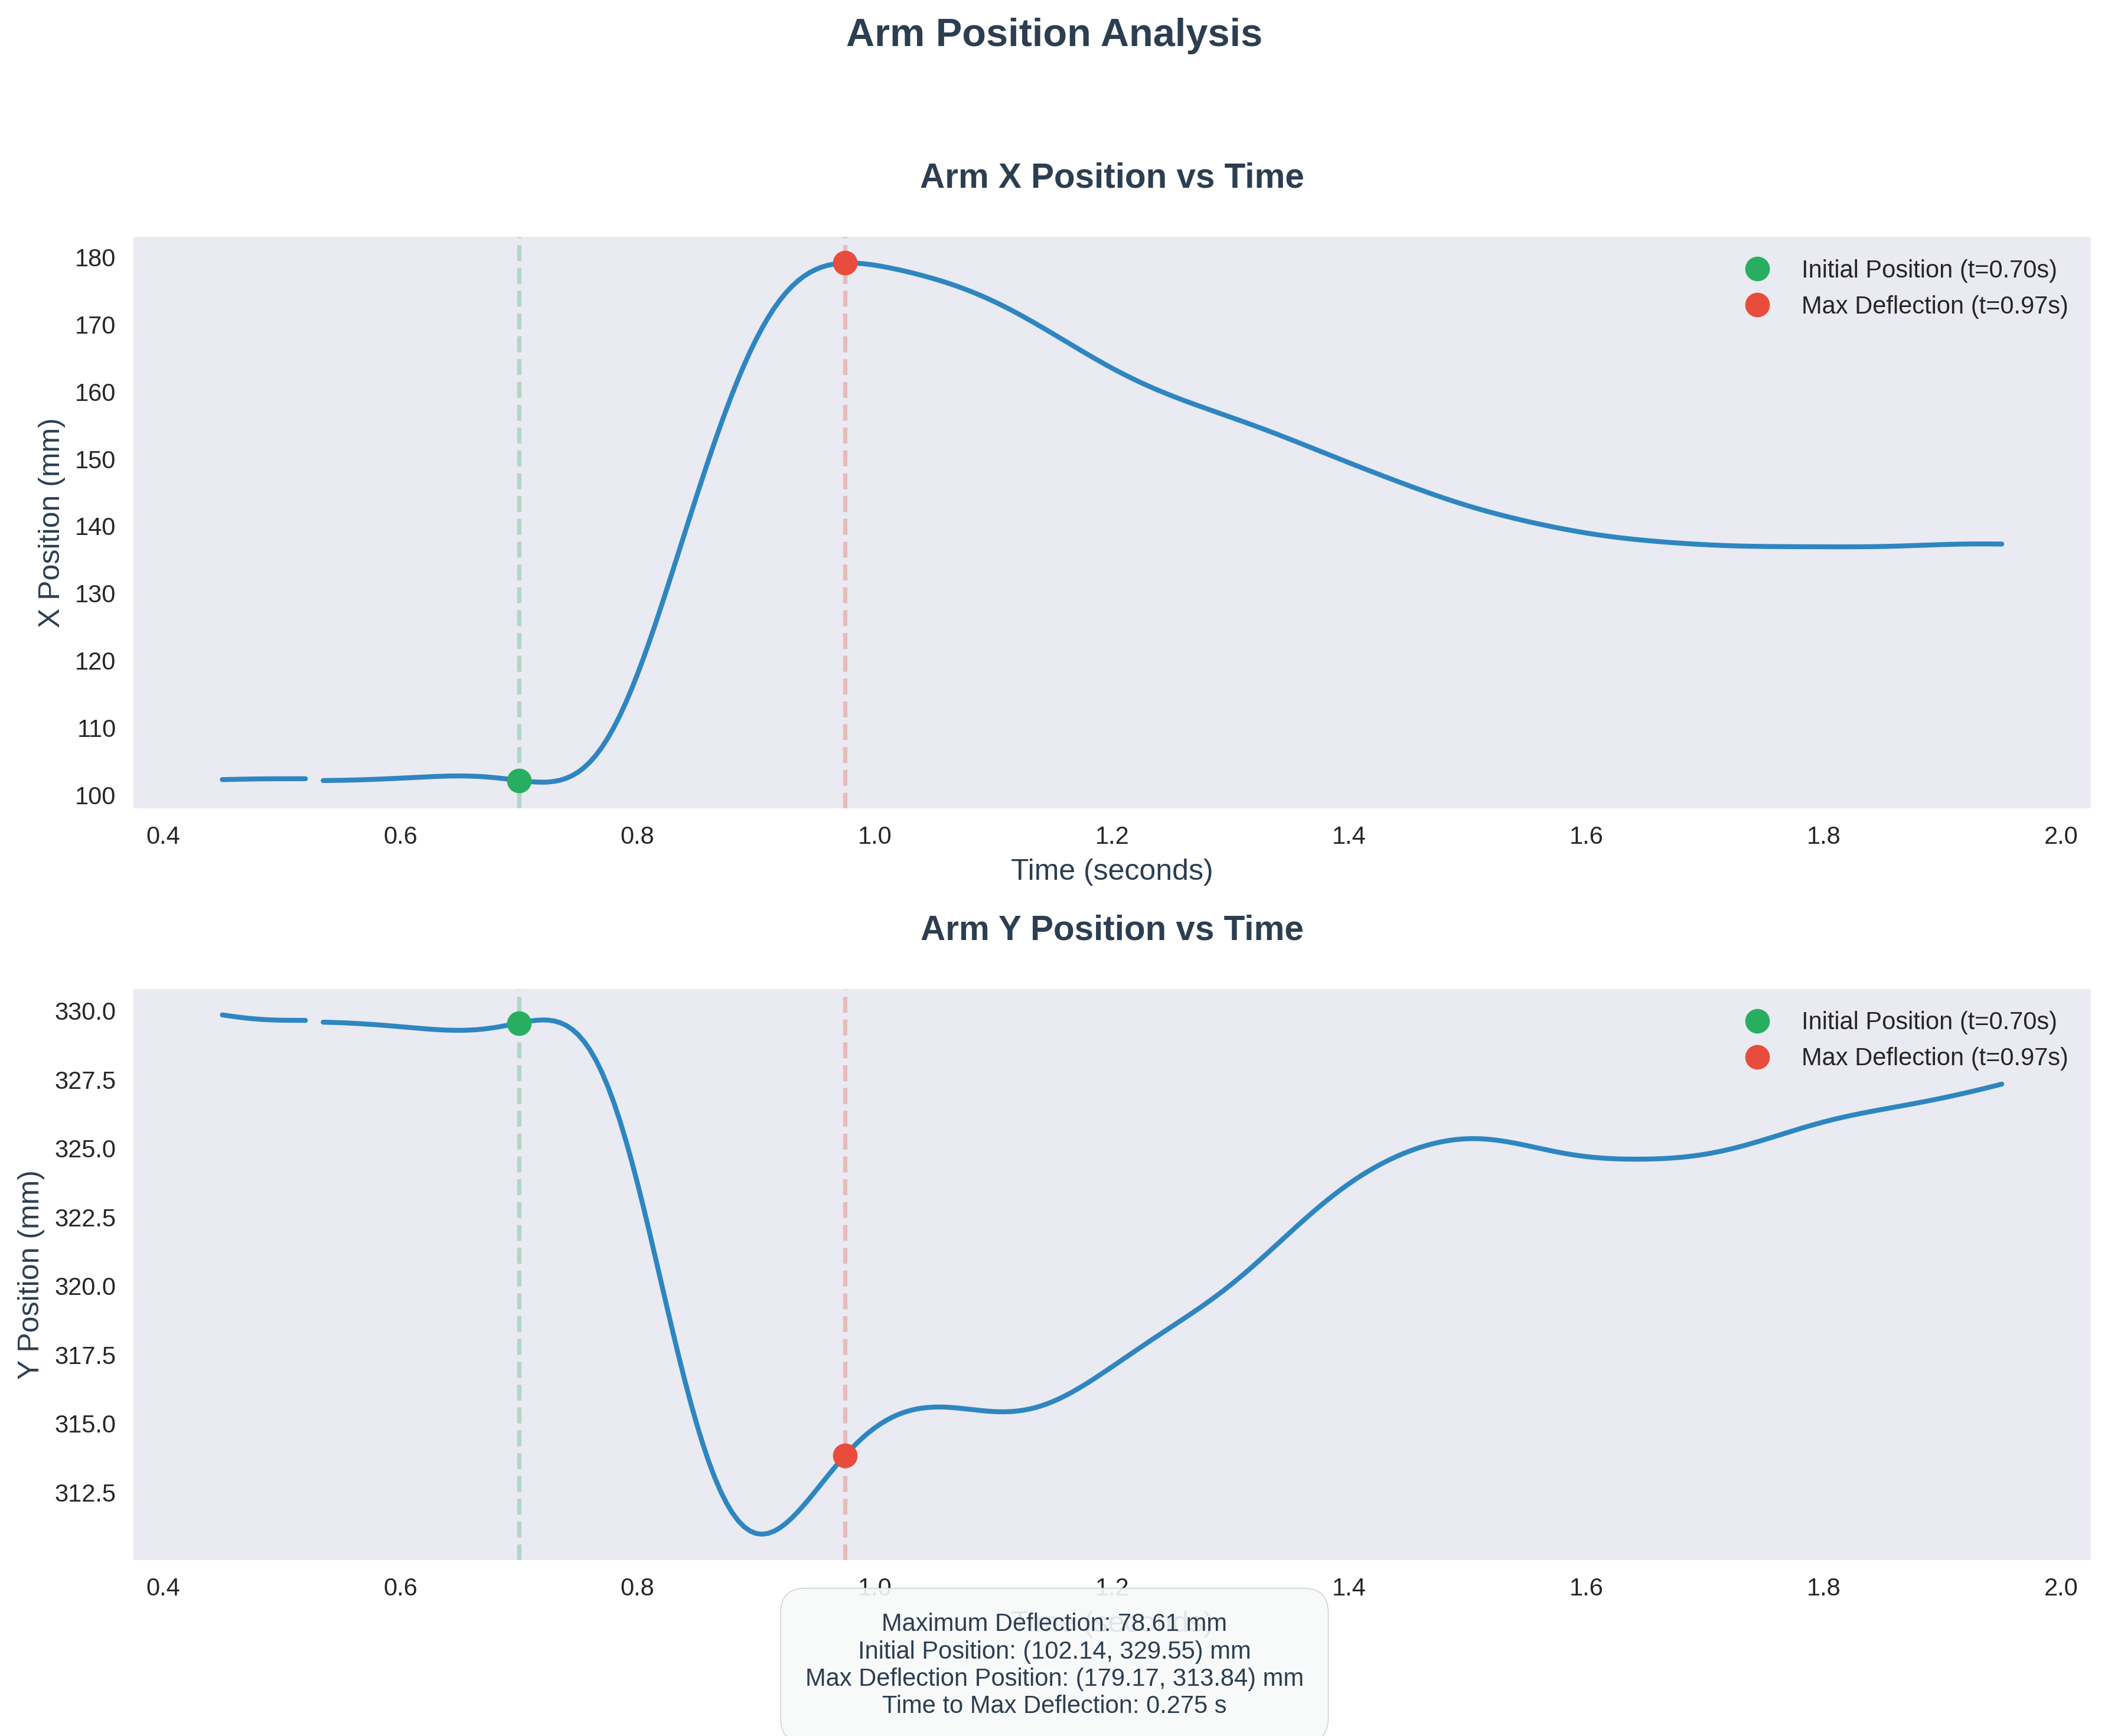 Arm Position Analysis
Arm X Position vs Time
180
170
160
150
140
130
120
110
100
X Position (mm)
Initial Position (t=0.70s)
Max Deflection (t=0.97s)
0.4 0.6 0.8 1.0 1.2 1.4 1.6 1.8 2.0
Time (seconds)
Arm Y Position vs Time
330.0
327.5
325.0
322.5
320.0
317.5
315.0
312.5
Y Position (mm)
Initial Position (t=0.70s)
Max Deflection (t=0.97s)
0.4 0.6 0.8 1.0 1.2 1.4 1.6 1.8 2.0
Time (seconds)
Maximum Deflection: 78.61 mm
Initial Position: (102.14, 329.55) mm
Max Deflection Position: (179.17, 313.84) mm
Time to Max Deflection: 0.275 s